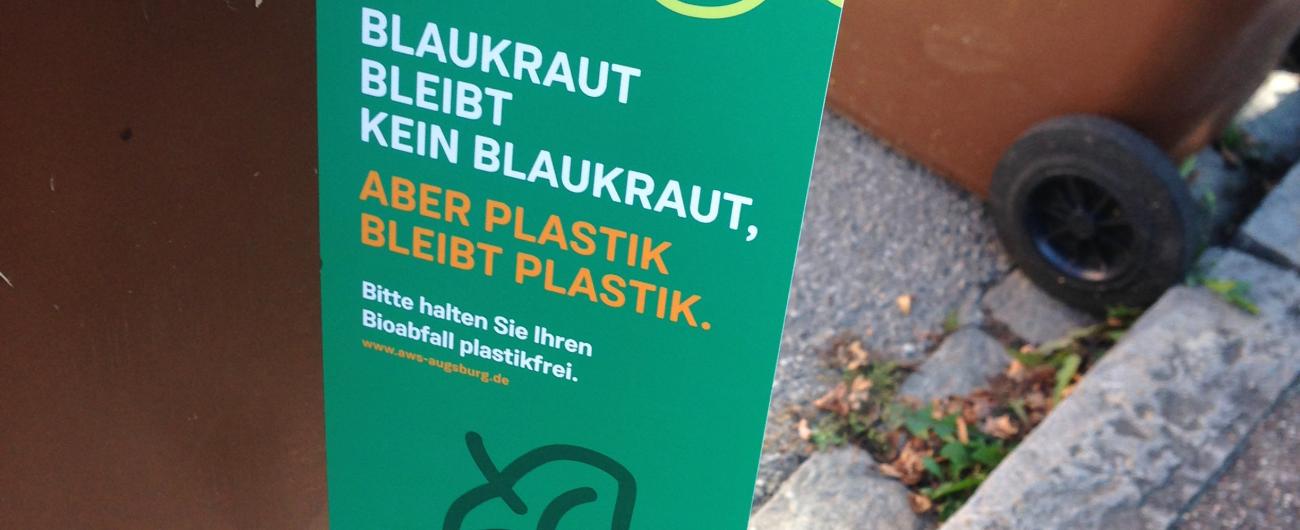 BLAUKRAUT
BLEIBT
KEIN BLAUKRAUT,
ABER PLASTIK
BLEIBT PLASTIK.
Bitte halten Sie Ihren
Bioabfall plastikfrei.
www.aws-augsburg.de